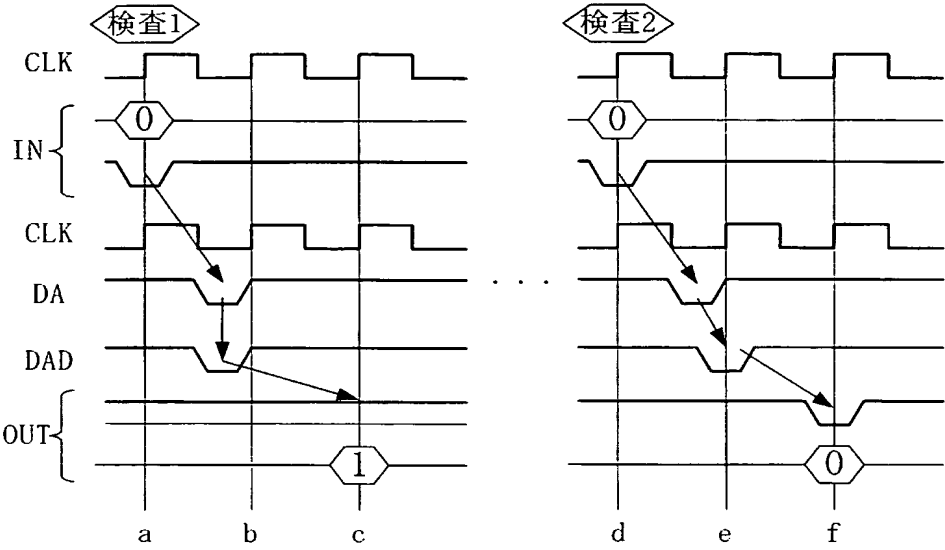 検査1 検査2
CLK
0 0
IN
CLK
DA
. . .
DAD
OUT
1 0
a b c d e f